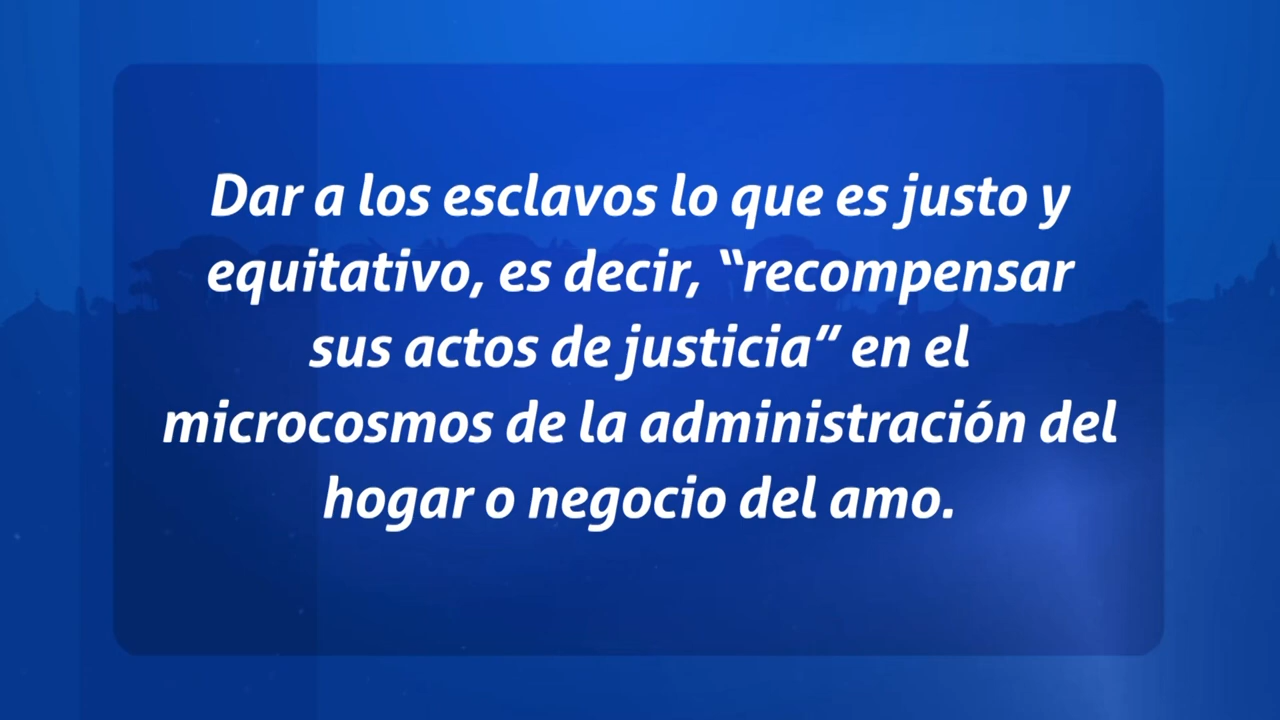 Dar a los esclavos lo que es justo y
equitativo, es decir, “recompensar
sus actos de justicia” en el
microcosmos de la administración del
hogar o negocio del amo.